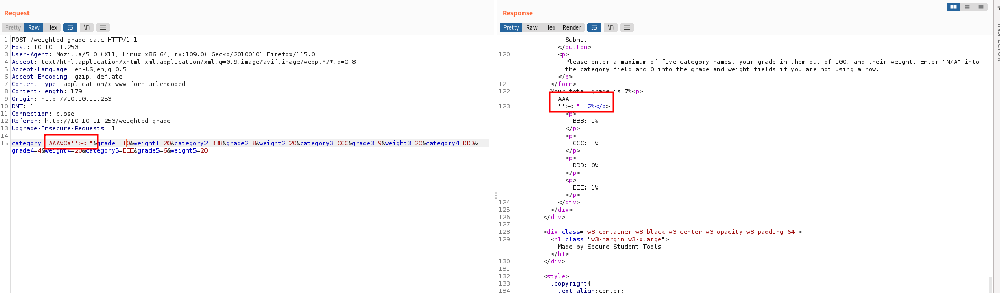 Request
Pretty Raw Hex \n
1 POST /weighted-grade-calc HTTP/1.1
2 Host: 10.10.11.253
3 User-Agent: Mozilla/5.0 (X11; Linux x86_64; rv:109.0) Gecko/20100101 Firefox/115.0
4 Accept: text/html,application/xhtml+xml,application/xml;q=0.9,image/avif,image/webp,*/*;q=0.8
5 Accept-Language: en-US,en;q=0.5
6 Accept-Encoding: gzip, deflate
7 Content-Type: application/x-www-form-urlencoded
8 Content-Length: 179
9 Origin: http://10.10.11.253
10 DNT: 1
11 Connection: close
12 Referer: http://10.10.11.253/weighted-grade
13 Upgrade-Insecure-Requests: 1
14
15 category1=AAA%0a''><""&grade1=10&weight1=20&category2=BBB&grade2=8&weight2=20&category3=CCC&grade3=9&weight3=20&category4=DDD&
grade4=4&weight4=20&category5=EEE&grade5=6&weight5=20
Response
Pretty Raw Hex Render \n
Submit
</button>
120 <p>
Please enter a maximum of five category names, your grade in them out of 100, and their weight. Enter "N/A" into
the category field and 0 into the grade and weight fields if you are not using a row.
</p>
121 </form>
122 Your total grade is 7%<p>
AAA
123 ''><"": 2%</p>
<p>
BBB: 1%
</p>
<p>
CCC: 1%
</p>
<p>
DDD: 0%
</p>
<p>
EEE: 1%
</p>
124 </div>
125 </div>
126 </div>
127
128 <div class="w3-container w3-black w3-center w3-opacity w3-padding-64">
129 <h1 class="w3-margin w3-xlarge">
Made by Secure Student Tools
</h1>
130 </div>
131
132 <style>
133 .copyright{
134 text-align:center;